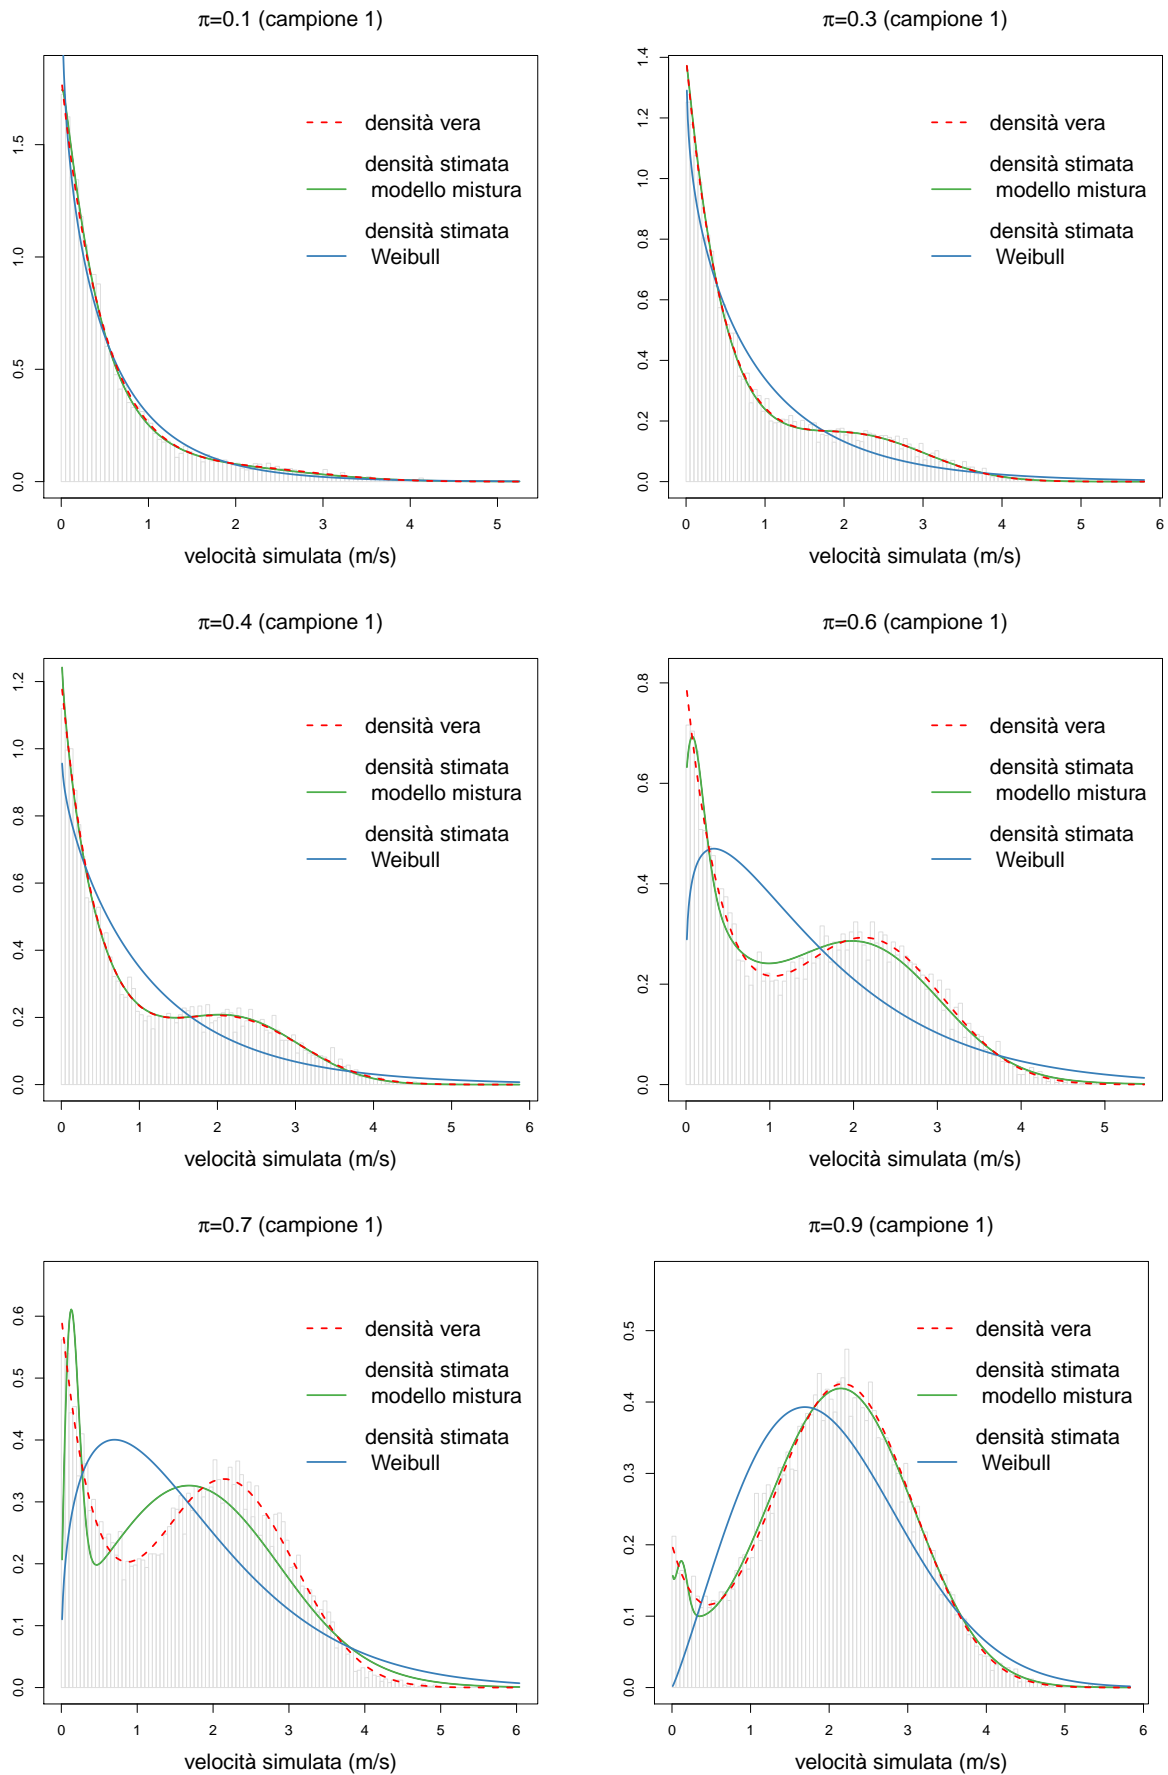 π=0.1 (campione 1)
densità vera
densità stimata
modello mistura
densità stimata
Weibull
0.0 0.5 1.0 1.5
0 1 2 3 4 5
velocità simulata (m/s)
π=0.3 (campione 1)
densità vera
densità stimata
modello mistura
densità stimata
Weibull
0.0 0.2 0.4 0.6 0.8 1.0 1.2 1.4
0 1 2 3 4 5 6
velocità simulata (m/s)
π=0.4 (campione 1)
densità vera
densità stimata
modello mistura
densità stimata
Weibull
0.0 0.2 0.4 0.6 0.8 1.0 1.2
0 1 2 3 4 5 6
velocità simulata (m/s)
π=0.6 (campione 1)
densità vera
densità stimata
modello mistura
densità stimata
Weibull
0.0 0.2 0.4 0.6 0.8
0 1 2 3 4 5
velocità simulata (m/s)
π=0.7 (campione 1)
densità vera
densità stimata
modello mistura
densità stimata
Weibull
0.0 0.1 0.2 0.3 0.4 0.5 0.6
0 1 2 3 4 5 6
velocità simulata (m/s)
π=0.9 (campione 1)
densità vera
densità stimata
modello mistura
densità stimata
Weibull
0.0 0.1 0.2 0.3 0.4 0.5
0 1 2 3 4 5 6
velocità simulata (m/s)